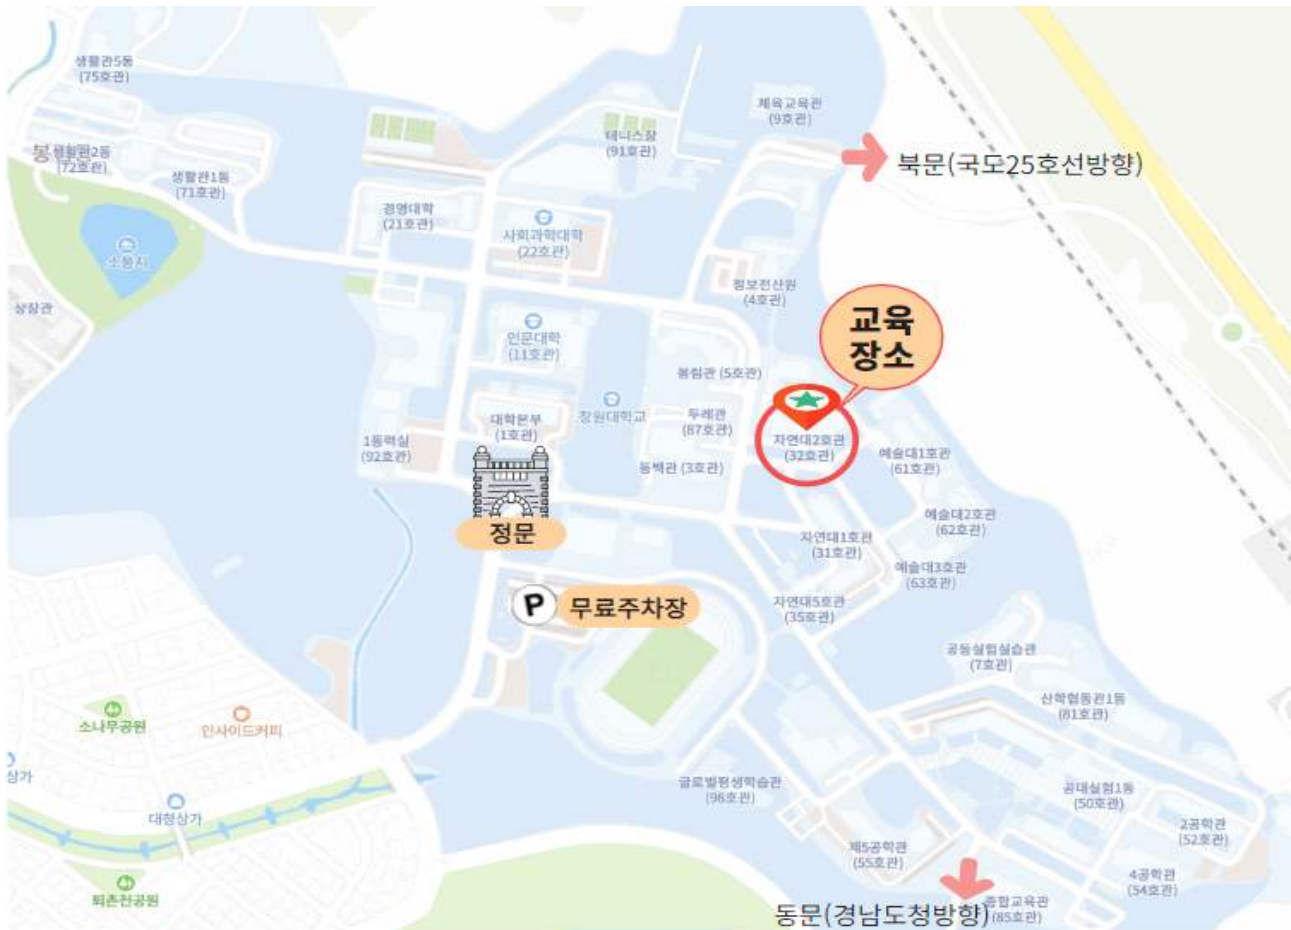 생활관5동
(75호관)
체육교육관
(9호관)
테니스장
(91호관)
봉
생활관2동
(72호관)
북문(국도25호선방향)
생활관1동
(71호관)
경영대학
(21호관)
사회과학대학
(22호관)
소동지
정보전산원
(4호관)
상장관
교육
장소
인문대학
(11호관)
봉림관 (5호관)
창원대학교
두레관
(87호관)
대학본부
(1호관)
1동력실
(92호관)
자연대2호관
(32호관)
예술대1호관
(61호관)
동백관 (3호관)
정문
예술대2호관
(62호관)
자연대1호관
(31호관)
예술대3호관
(63호관)
P
무료주차장
자연대5호관
(35호관)
공동실험실습관
(7호관)
산학협동관1동
(81호관)
소나무공원
인사이드커피
상가
대청상가
글로벌평생학습관
(96호관)
공대실험1동
(50호관)
2공학관
(52호관)
제5공학관
(55호관)
4공학관
(54호관)
퇴촌천공원
동문(경남도청방향)
종합교육관
(85호관)